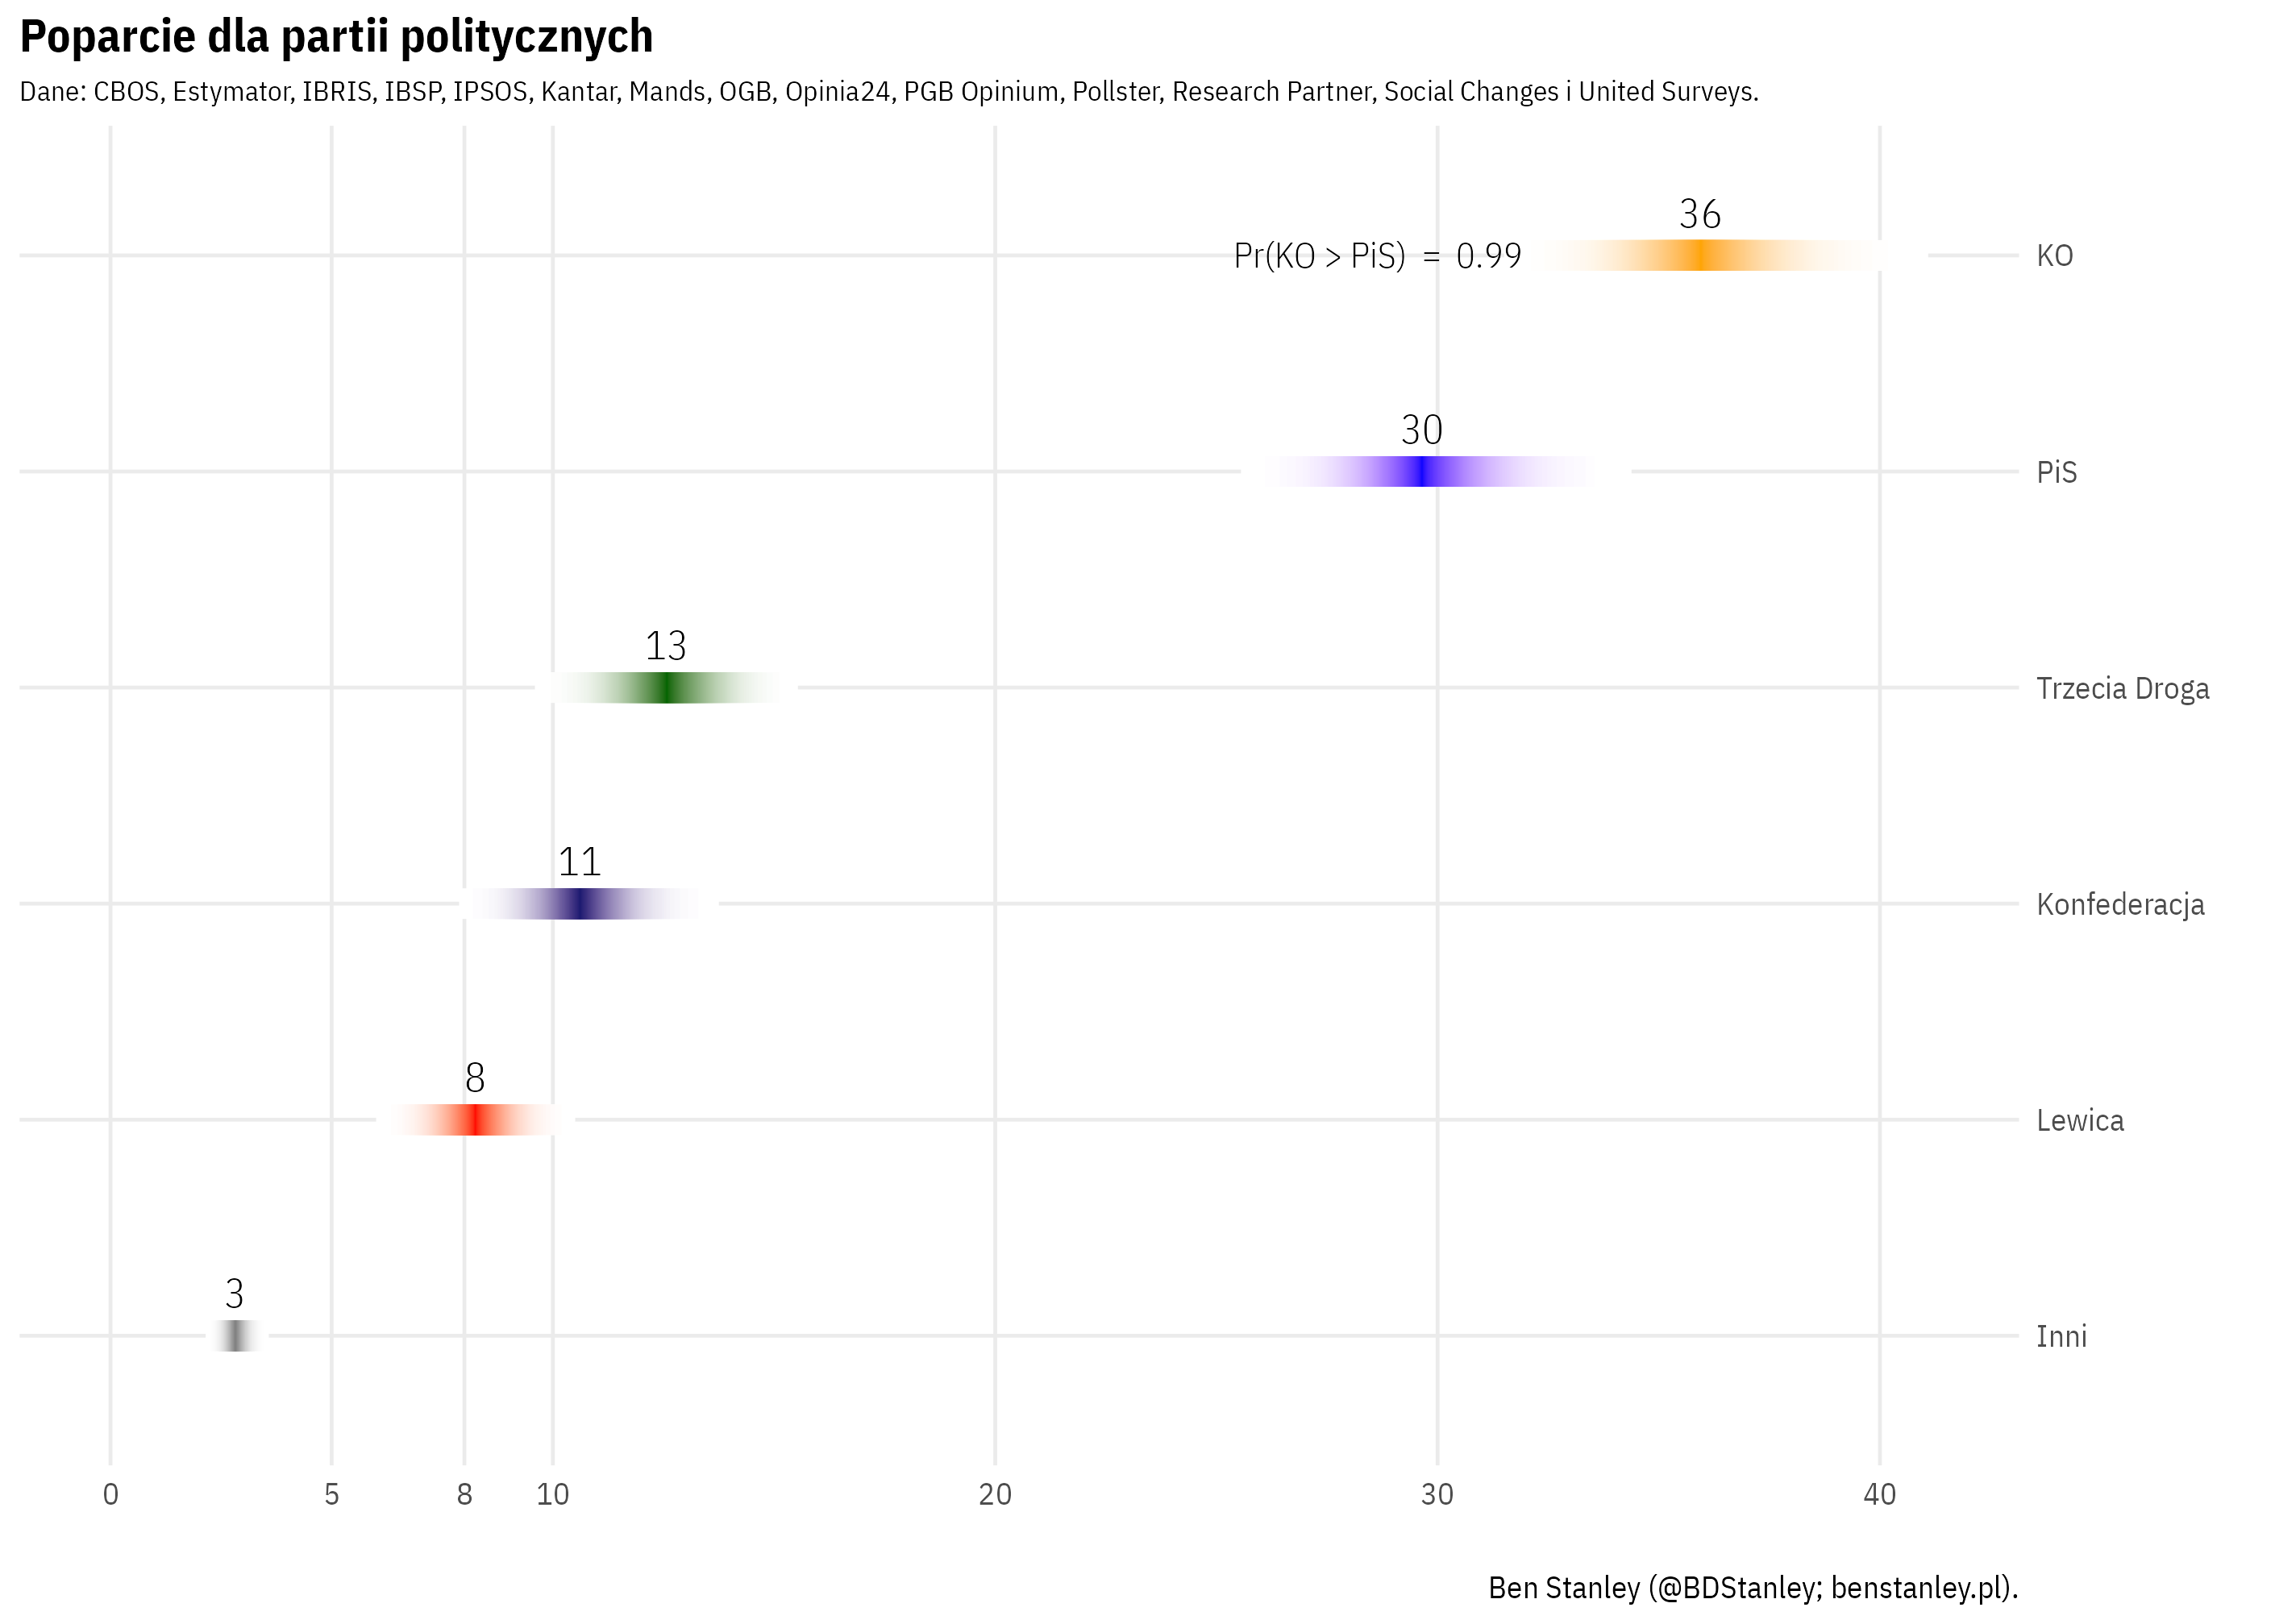 Poparcie dla partii politycznych
Dane: CBOS, Estymator, IBRIS, IBSP, IPSOS, Kantar, Mands, OGB, Opinia24, PGB Opinium, Pollster, Research Partner, Social Changes i United Surveys.
36
Pr(KO > PiS) = 0.99
KO
30
PiS
13
Trzecia Droga
11
Konfederacja
8
Lewica
3
Inni
0 5 8 10 20 30 40
Ben Stanley (@BDStanley; benstanley.pl).